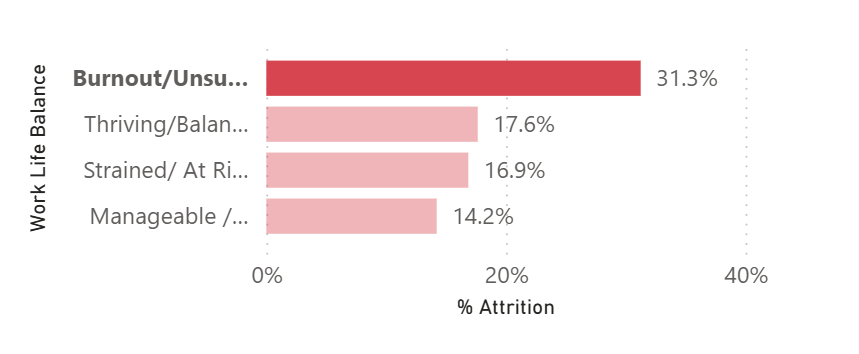 Work Life Balance
Burnout/Unsu... 31.3%
Thriving/Balan... 17.6%
Strained/ At Ri... 16.9%
Manageable /... 14.2%
0% 20% 40%
% Attrition